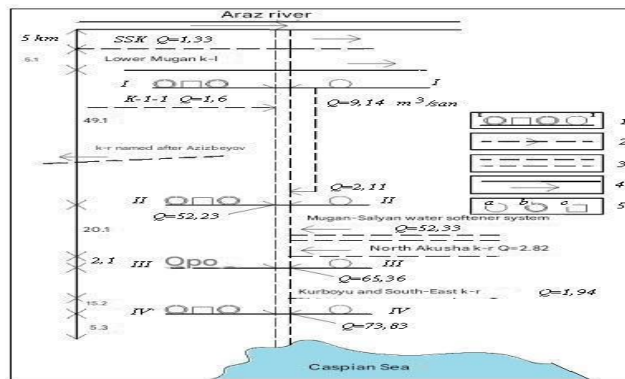 Araz river
5 km
SSK Q=1,33
5.1
Lower Mugan k-l
I
I
K-1-1 Q=1,6
Q=9,14 m³/san
49.1
k-r named after Azizbeyov
Q=2,11
II
II
Q=52,23
Mugan-Salyan water softener system
Q=52,33
20.1
North Akusha k-r Q=2.82
2,1
III
Opo
III
Q=65,36
Kurboyu and South-East k-r
Q=1,94
15.2
IV
IV
Q=73,83
5.3
Caspian Sea
1
2
3
4
a b c
5